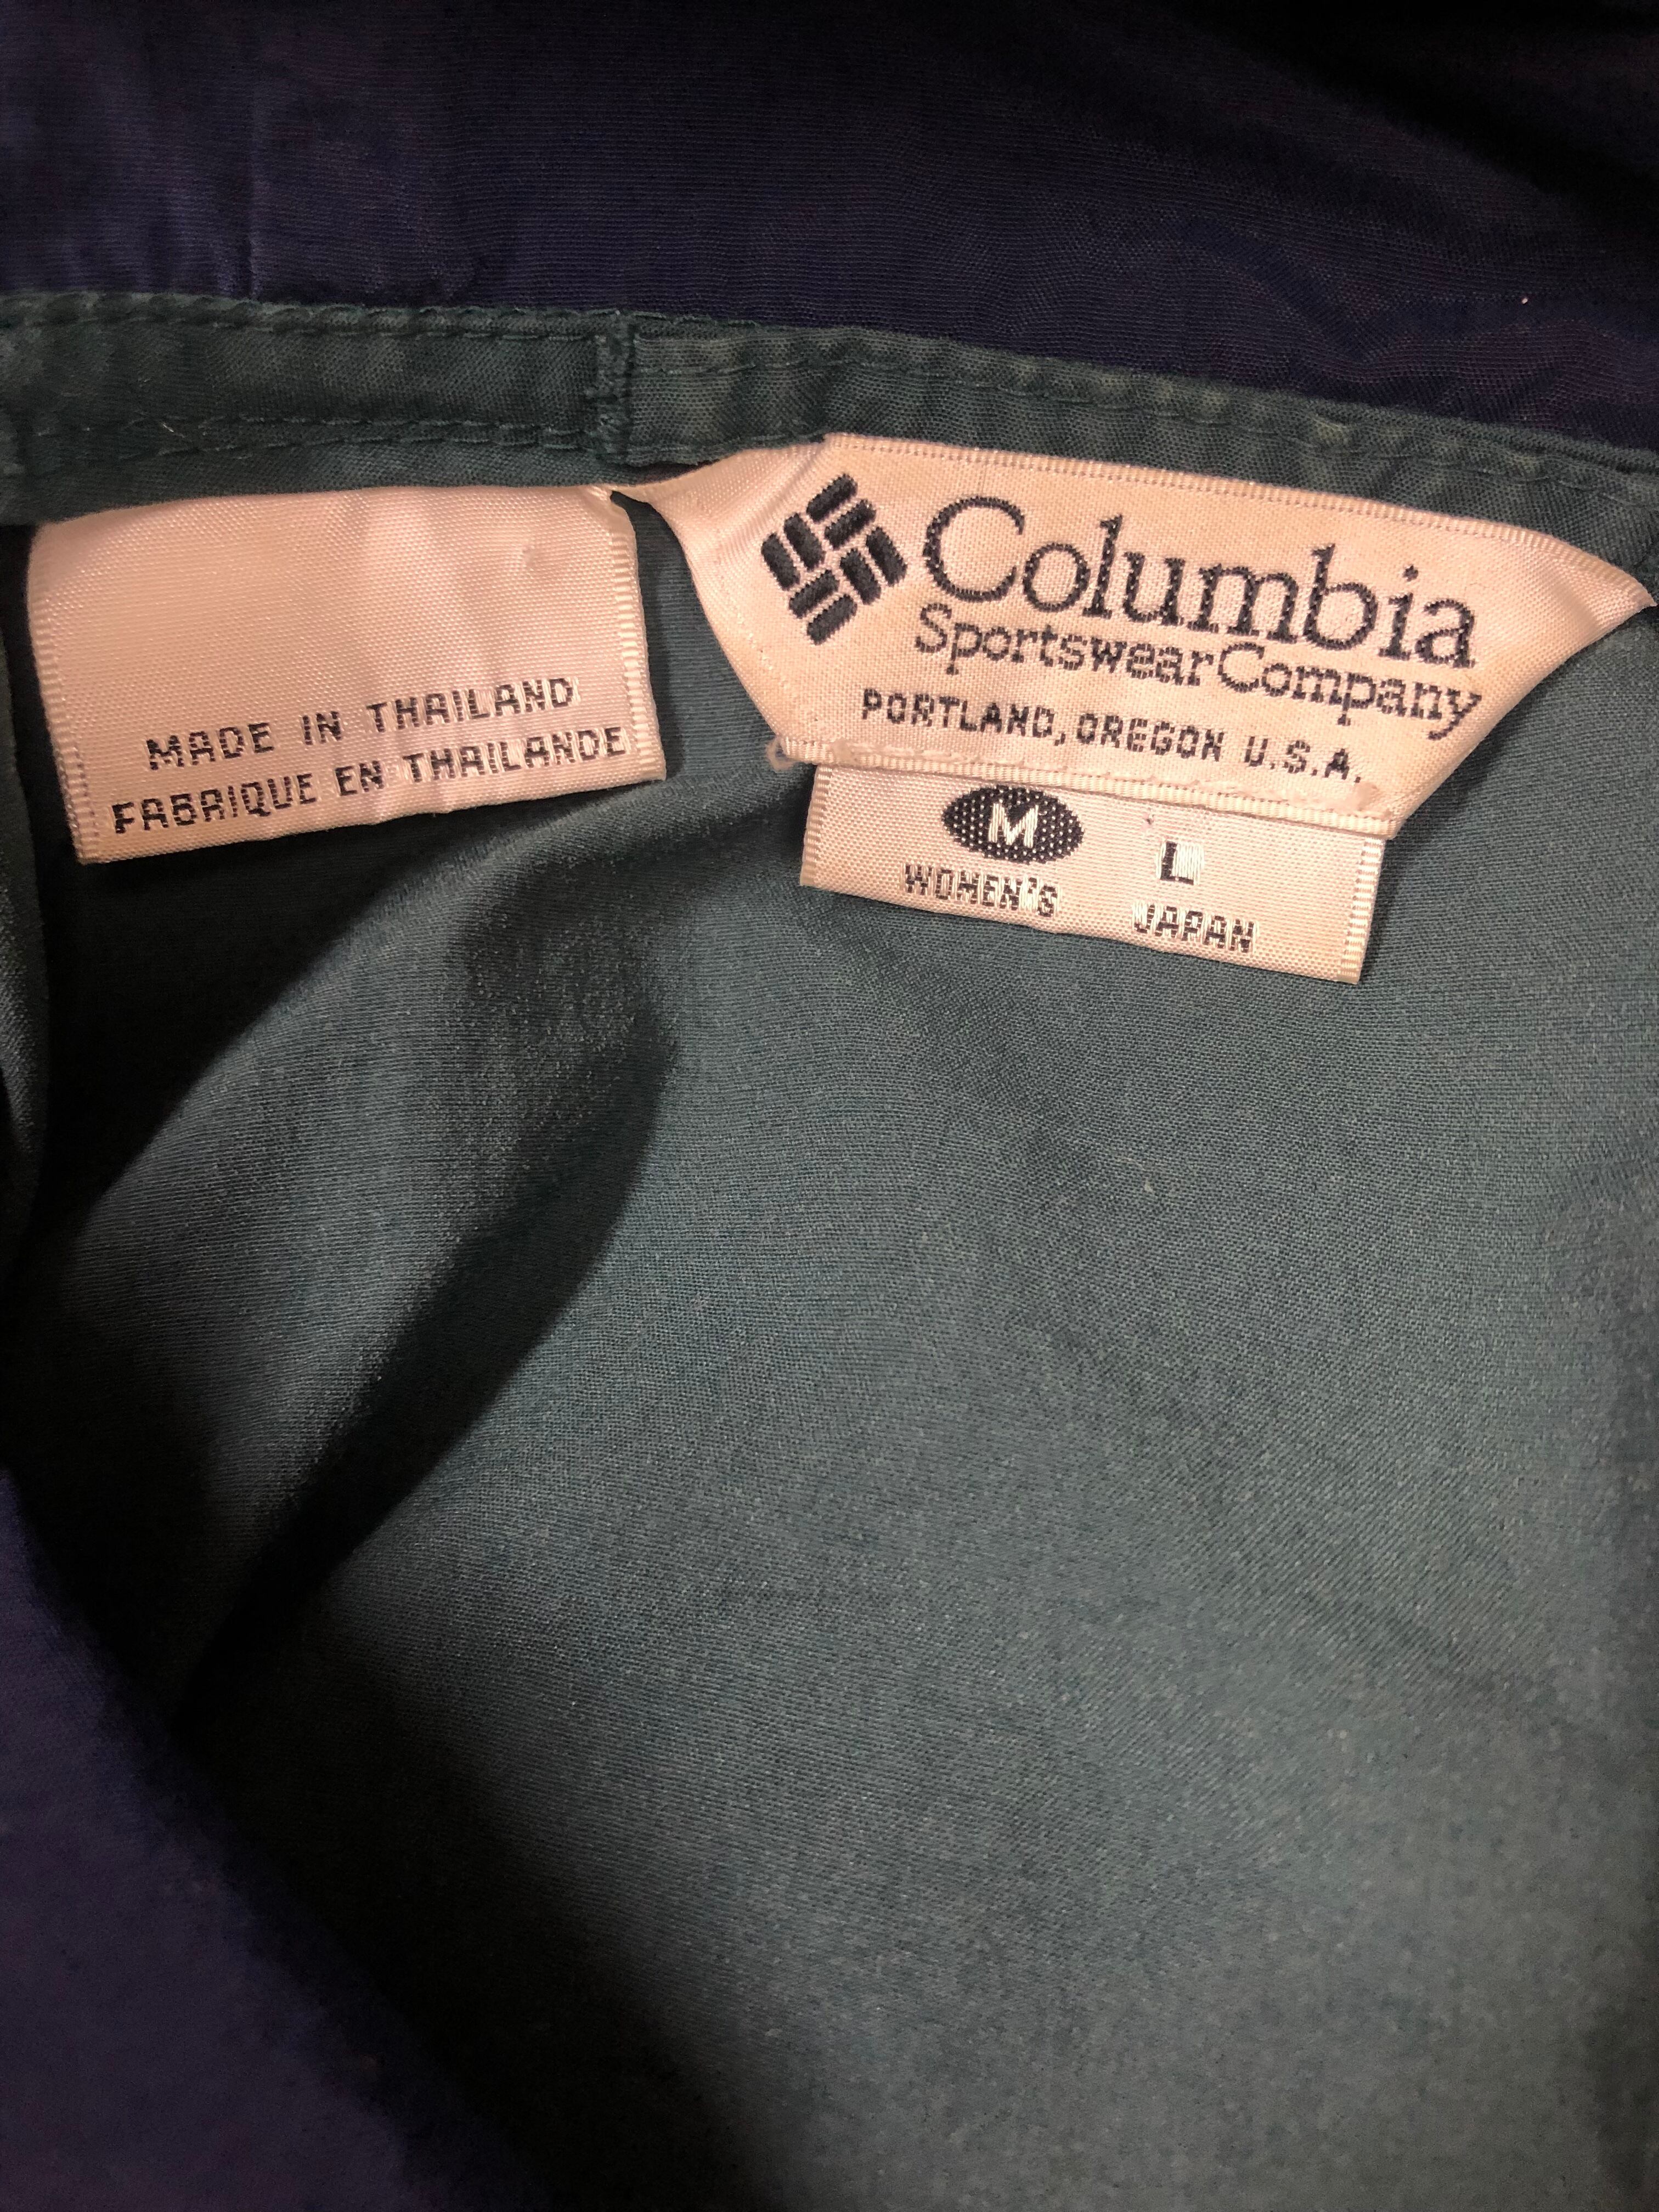 MADE IN THAILAND
FABRIQUE EN THAILANDE
Columbia
Sportswear Company
PORTLAND, OREGON U.S.A.
M L
WOMEN'S JAPAN